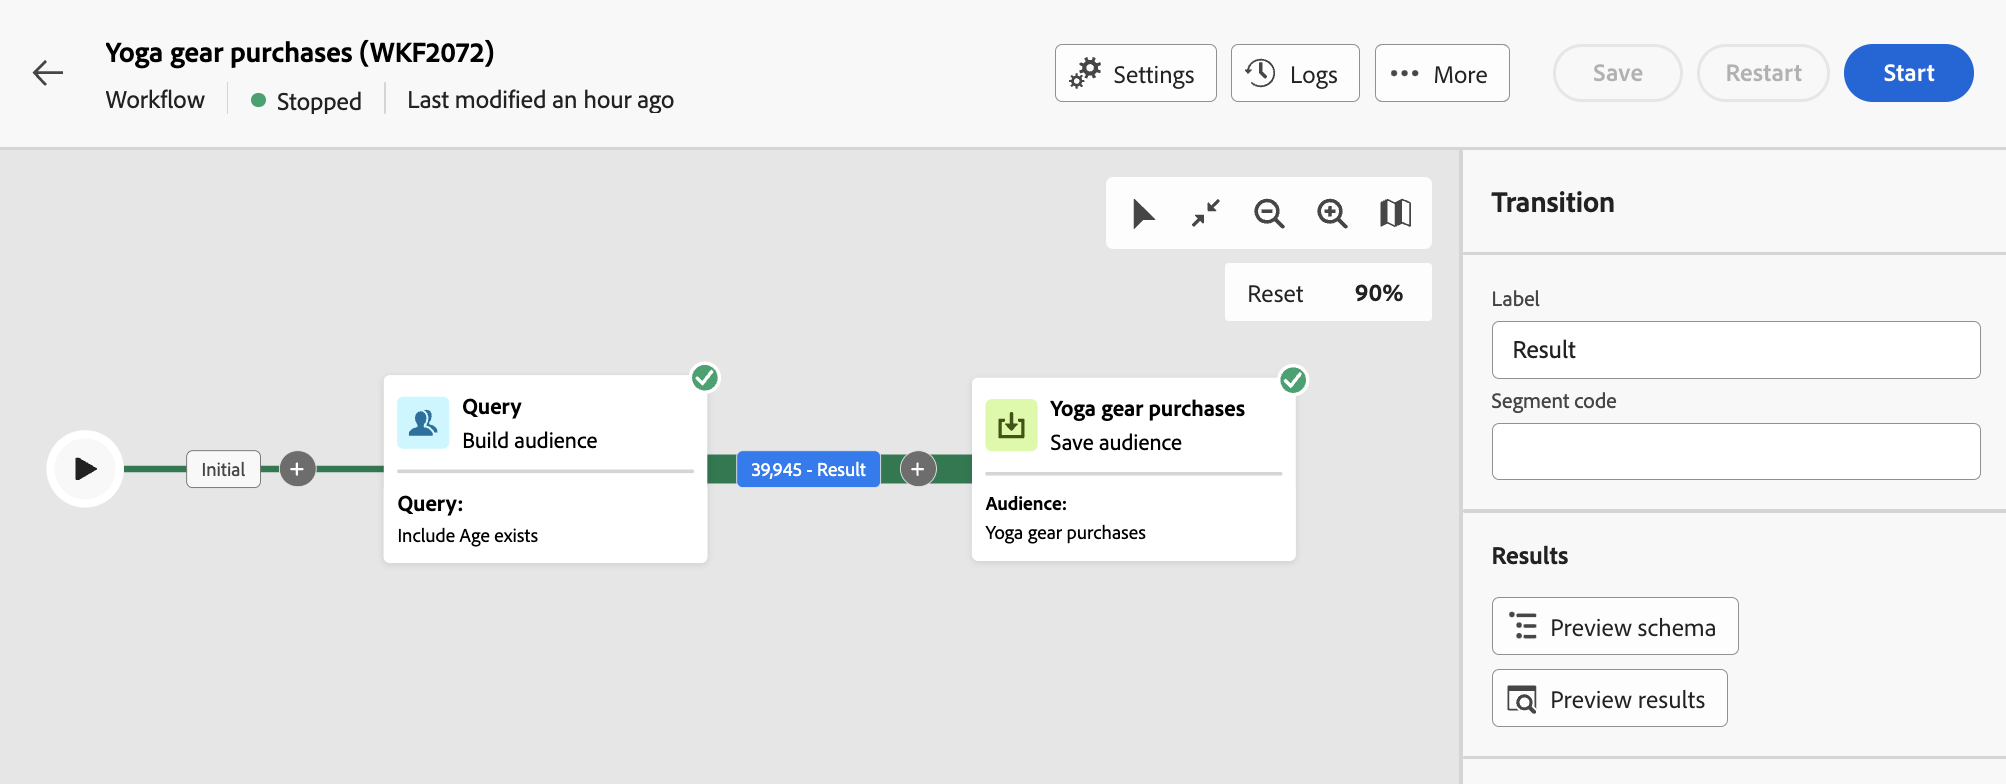 Yoga gear purchases (WKF2072)
Workflow
Stopped
Last modified an hour ago
Settings
Logs
More
Save
Restart
Start
Reset
90%
Initial
Query
Build audience
Query:
Include Age exists
39,945 - Result
Yoga gear purchases
Save audience
Audience:
Yoga gear purchases
Transition
Label
Result
Segment code
Results
Preview schema
Preview results